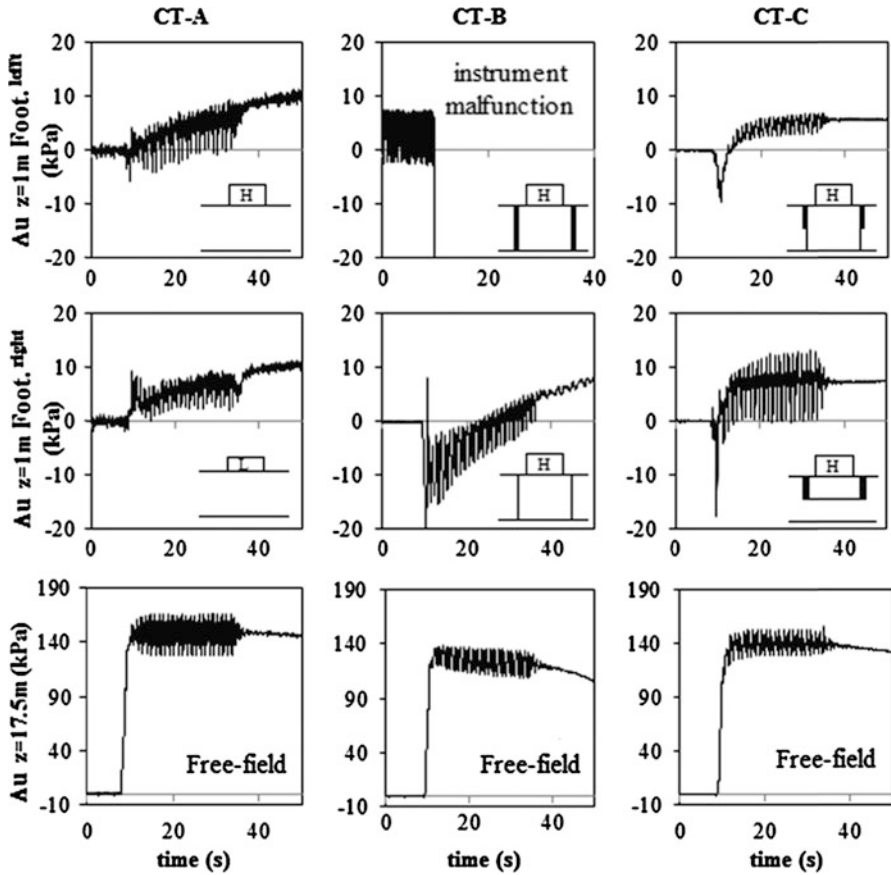 CT-A CT-B CT-C
Au z=1m Foot. left
(kPa)
20
10
0
-10
-20
H
0 20 40
20
10
0
-10
-20
instrument
malfunction
H
0 20 40
20
10
0
-10
-20
H
0 20 40
Au z=1m Foot. right
(kPa)
20
10
0
-10
-20
L
0 20 40
20
10
0
-10
-20
H
0 20 40
20
10
0
-10
-20
H
0 20 40
Au z=17.5m (kPa)
190
140
90
40
-10
Free-field
0 20 40
time (s)
190
140
90
40
-10
Free-field
0 20 40
time (s)
190
140
90
40
-10
Free-field
0 20 40
time (s)